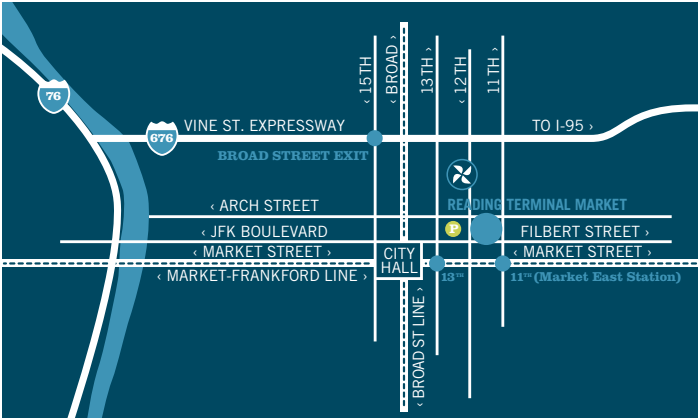 ‹ 15TH
‹ BROAD ›
13TH ›
‹ 12TH
11TH ›
76
676
VINE ST. EXPRESSWAY
TO I-95 ›
BROAD STREET EXIT
‹ ARCH STREET
READING TERMINAL MARKET
‹ JFK BOULEVARD
P
FILBERT STREET ›
‹ MARKET STREET ›
CITY
HALL
‹ MARKET STREET ›
‹ MARKET-FRANKFORD LINE ›
13TH
11TH (Market East Station)
‹ BROAD ST LINE ›